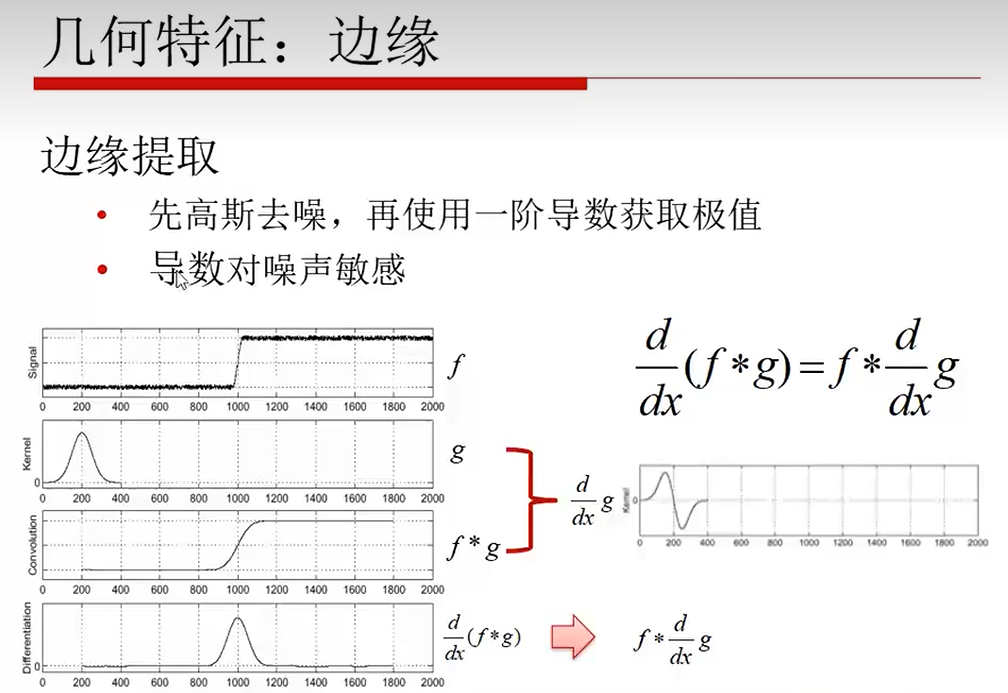 几何特征：边缘
边缘提取
• 先高斯去噪，再使用一阶导数获取极值
• 导数对噪声敏感
Signal
0 200 400 600 800 1000 1200 1400 1600 1800 2000
f
d/dx (f * g) = f * d/dx g
Kernel
0
0 200 400 600 800 1000 1200 1400 1600 1800 2000
g
Convolution
0 200 400 600 800 1000 1200 1400 1600 1800 2000
f * g
d/dx g
Kernel
0
0 200 400 600 800 1000 1200 1400 1600 1800 2000
Differentiation
0
0 200 400 600 800 1000 1200 1400 1600 1800 2000
d/dx (f * g)
f * d/dx g